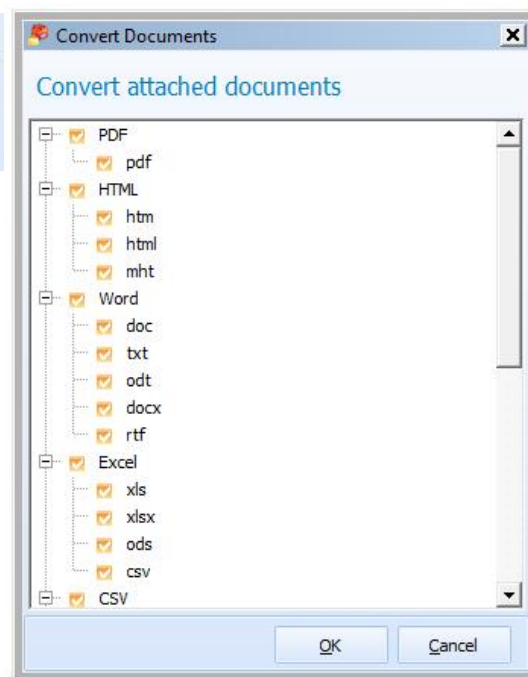 Convert Documents
Convert attached documents
PDF
pdf
HTML
htm
html
mht
Word
doc
txt
odt
docx
rtf
Excel
xls
xlsx
ods
csv
CSV
OK
Cancel